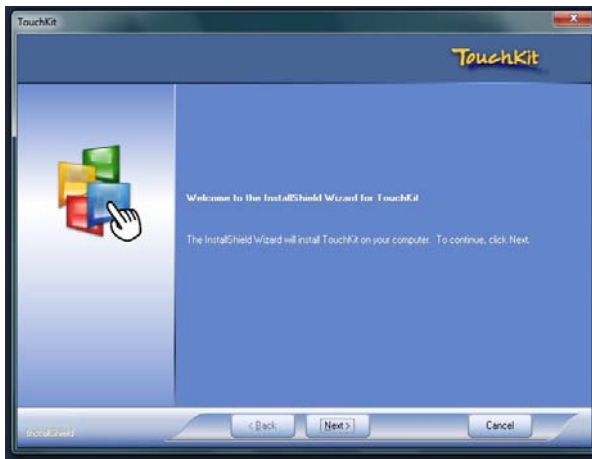 TouchKit
TouchKit
Welcome to the InstallShield Wizard for TouchKit
The InstallShield Wizard will install TouchKit on your computer. To continue, click Next.
InstallShield
< Back
Next >
Cancel